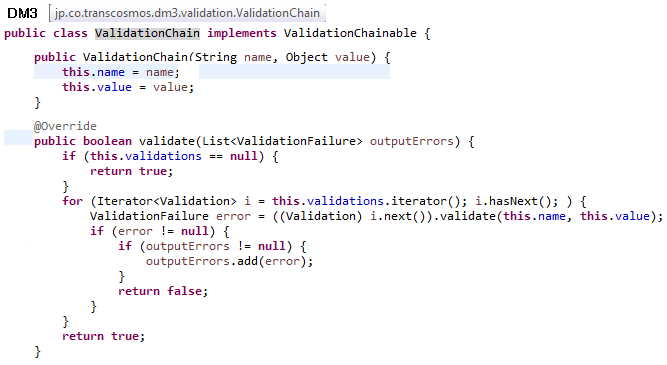 DM3 jp.co.transcosmos.dm3.validation.ValidationChain
public class ValidationChain implements ValidationChainable {
public ValidationChain(String name, Object value) {
this.name = name;
this.value = value;
}
@Override
public boolean validate(List<ValidationFailure> outputErrors) {
if (this.validations == null) {
return true;
}
for (Iterator<Validation> i = this.validations.iterator(); i.hasNext(); ) {
ValidationFailure error = ((Validation) i.next()).validate(this.name, this.value);
if (error != null) {
if (outputErrors != null) {
outputErrors.add(error);
}
return false;
}
}
return true;
}